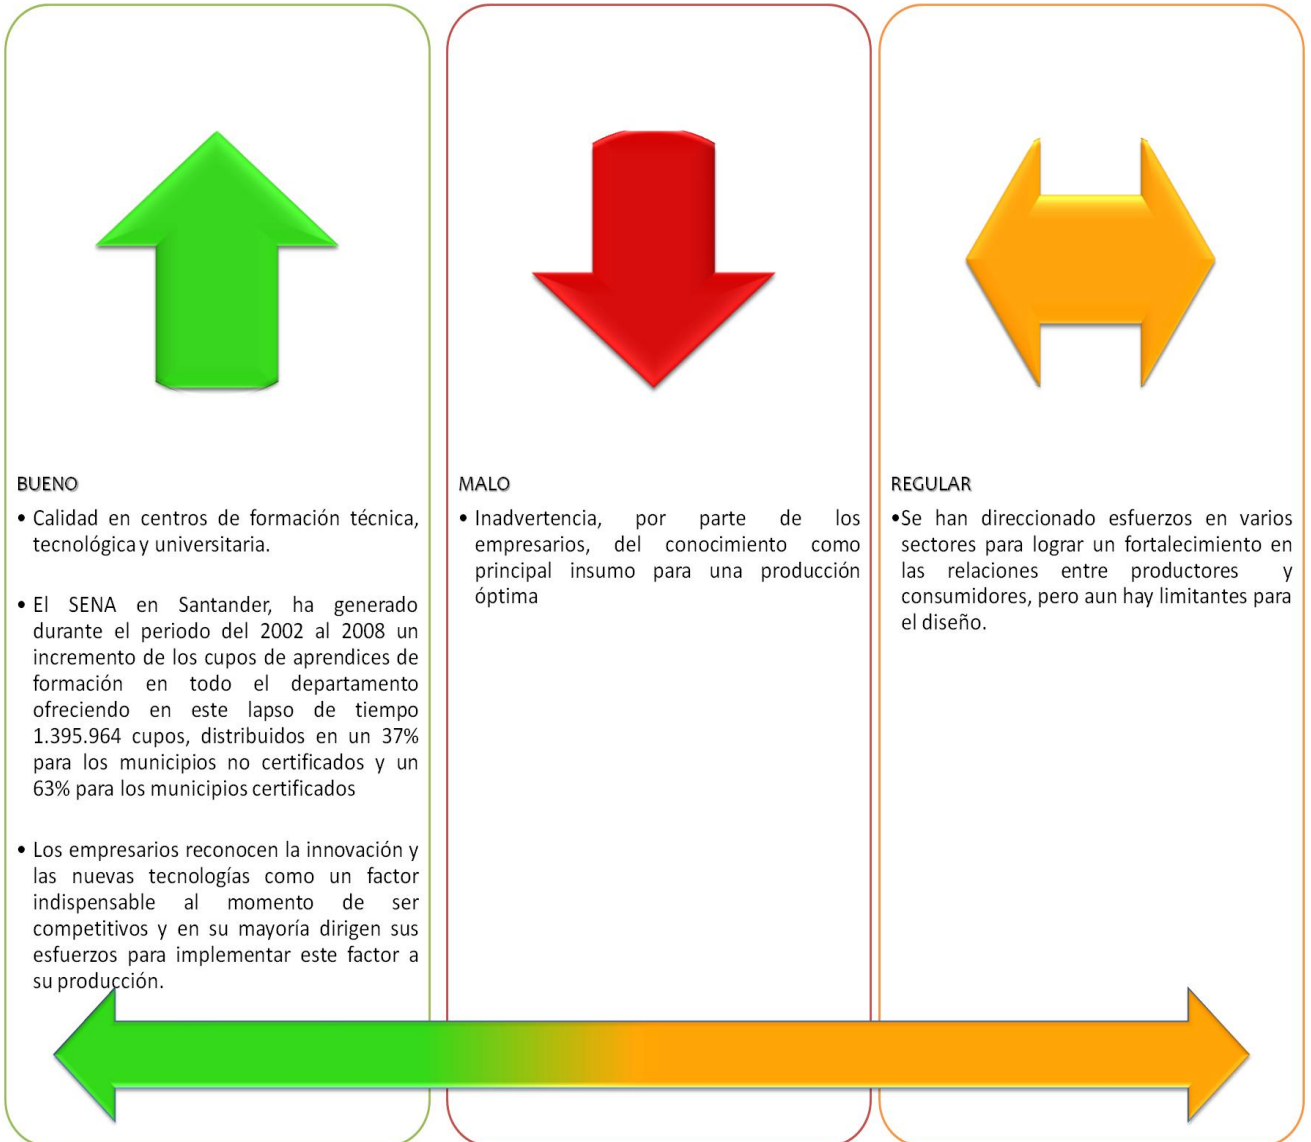 BUENO
• Calidad en centros de formación técnica,
tecnológica y universitaria.
• El SENA en Santander, ha generado
durante el periodo del 2002 al 2008 un
incremento de los cupos de aprendices de
formación en todo el departamento
ofreciendo en este lapso de tiempo
1.395.964 cupos, distribuidos en un 37%
para los municipios no certificados y un
63% para los municipios certificados
• Los empresarios reconocen la innovación y
las nuevas tecnologías como un factor
indispensable al momento de ser
competitivos y en su mayoría dirigen sus
esfuerzos para implementar este factor a
su producción.
MALO
• Inadvertencia, por parte de los
empresarios, del conocimiento como
principal insumo para una producción
óptima
REGULAR
•Se han direccionado esfuerzos en varios
sectores para lograr un fortalecimiento en
las relaciones entre productores y
consumidores, pero aun hay limitantes para
el diseño.